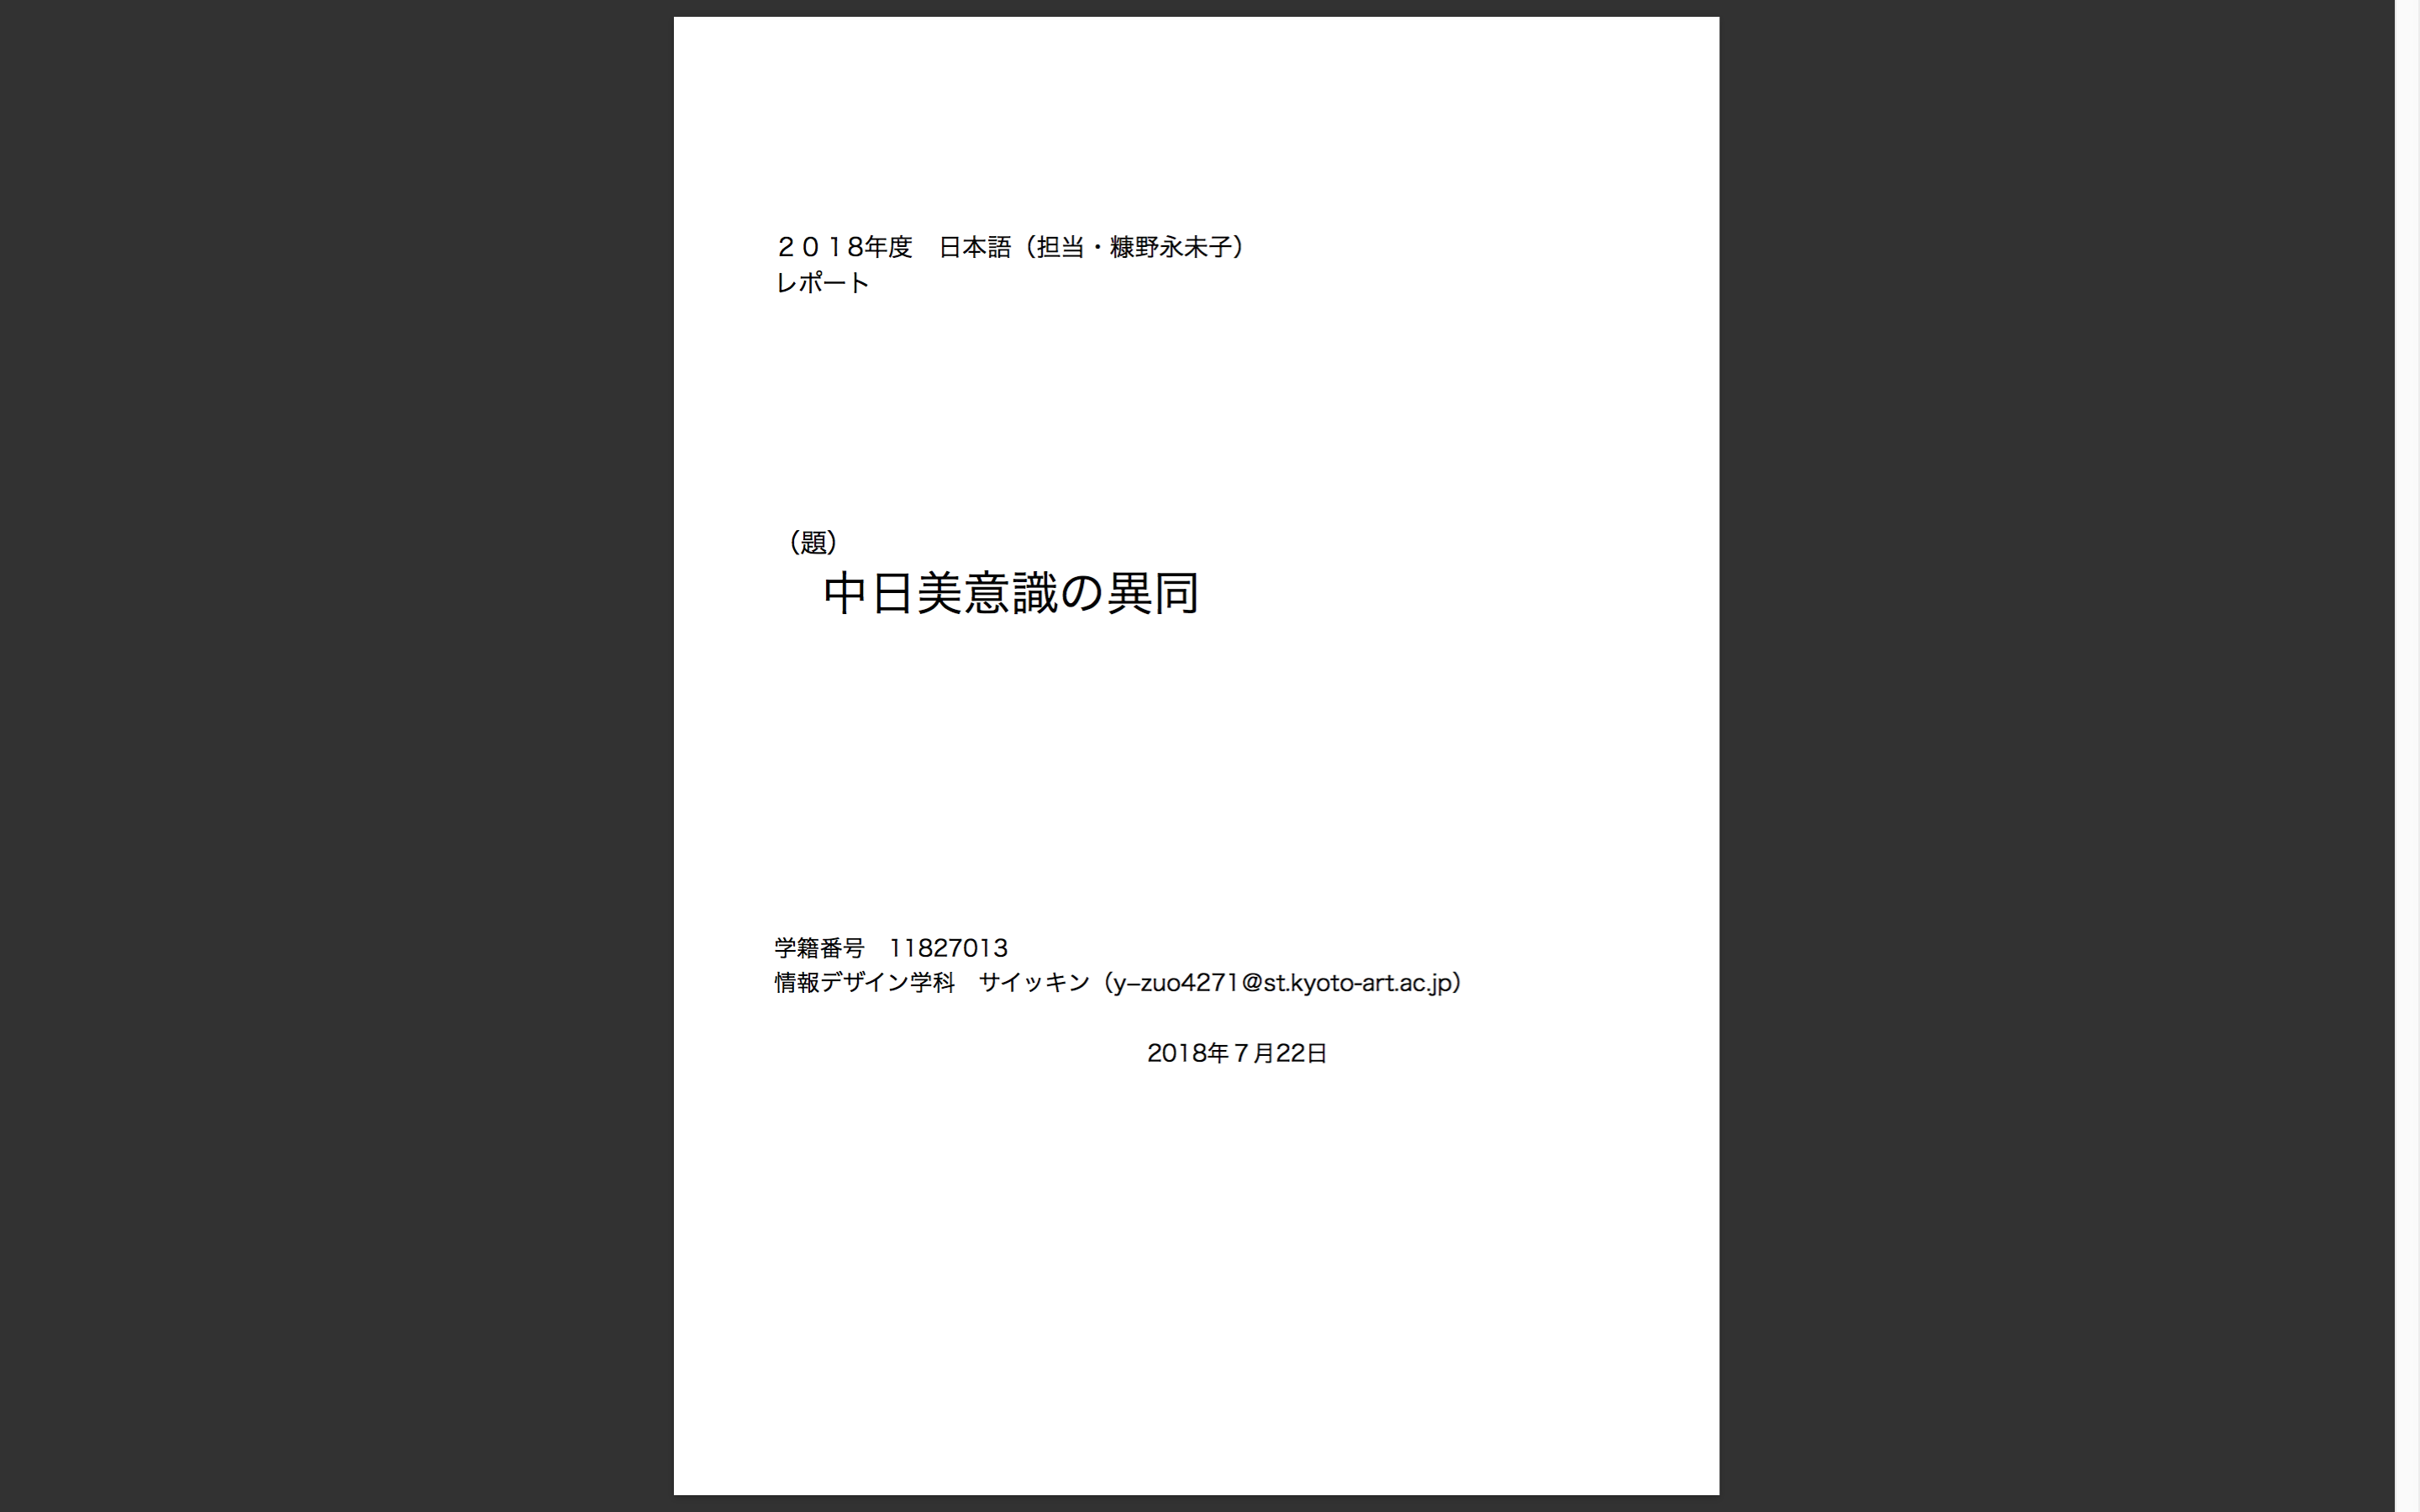 ２０１8年度　日本語（担当・糠野永未子）
レポート
（題）
中日美意識の異同
学籍番号　11827013
情報デザイン学科　サイッキン（y–zuo4271@st.kyoto-art.ac.jp）
2018年７月22日